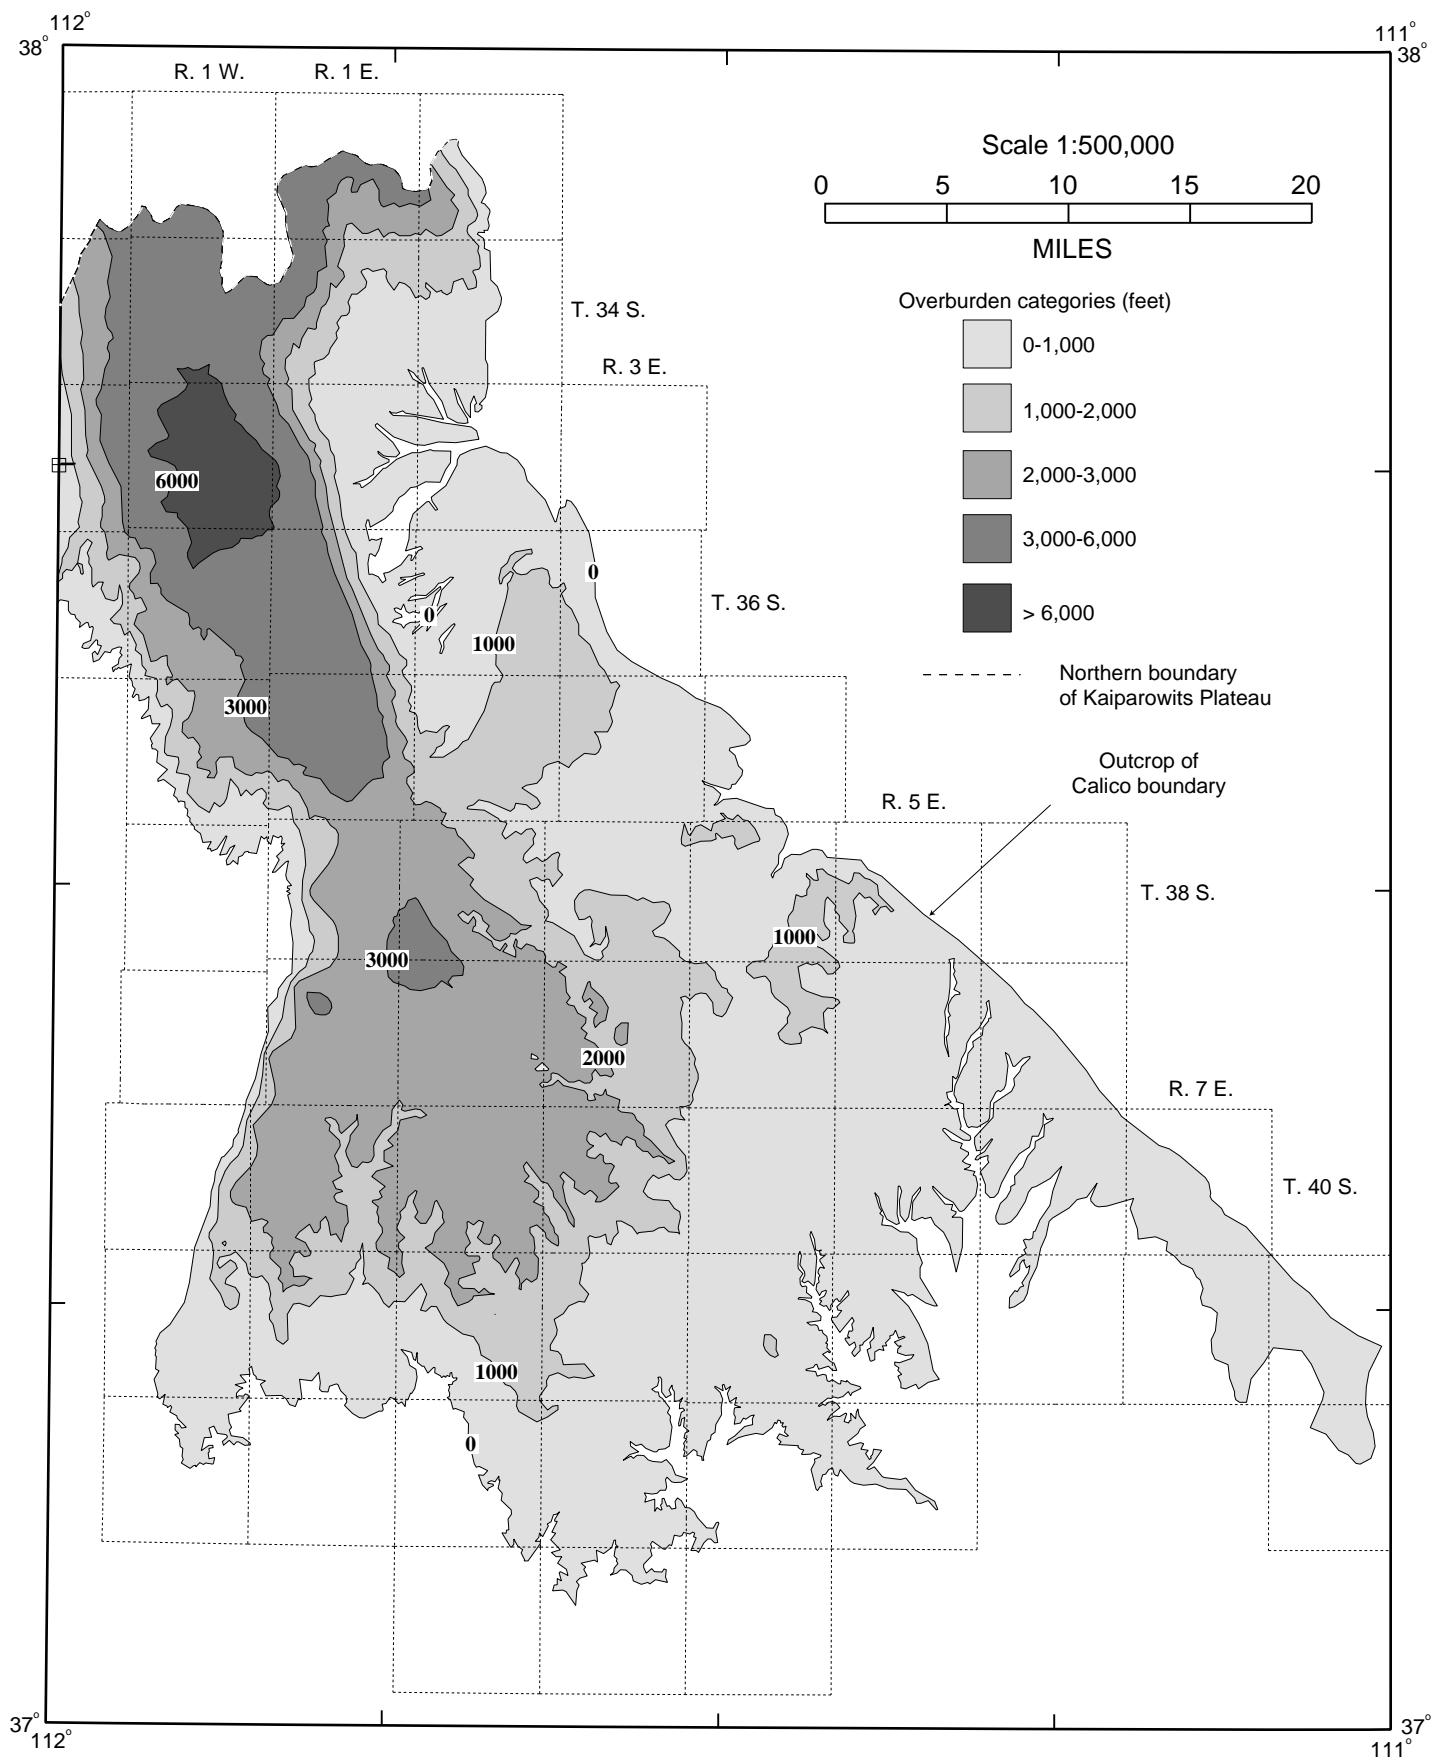 112°
111°
38°
38°
R. 1 W.
R. 1 E.
Scale 1:500,000
0
5
10
15
20
MILES
Overburden categories (feet)
0-1,000
1,000-2,000
2,000-3,000
3,000-6,000
> 6,000
Northern boundary
of Kaiparowits Plateau
Outcrop of
Calico boundary
T. 34 S.
R. 3 E.
6000
0
0
T. 36 S.
1000
3000
R. 5 E.
T. 38 S.
1000
3000
2000
R. 7 E.
T. 40 S.
1000
0
37°
37°
112°
111°